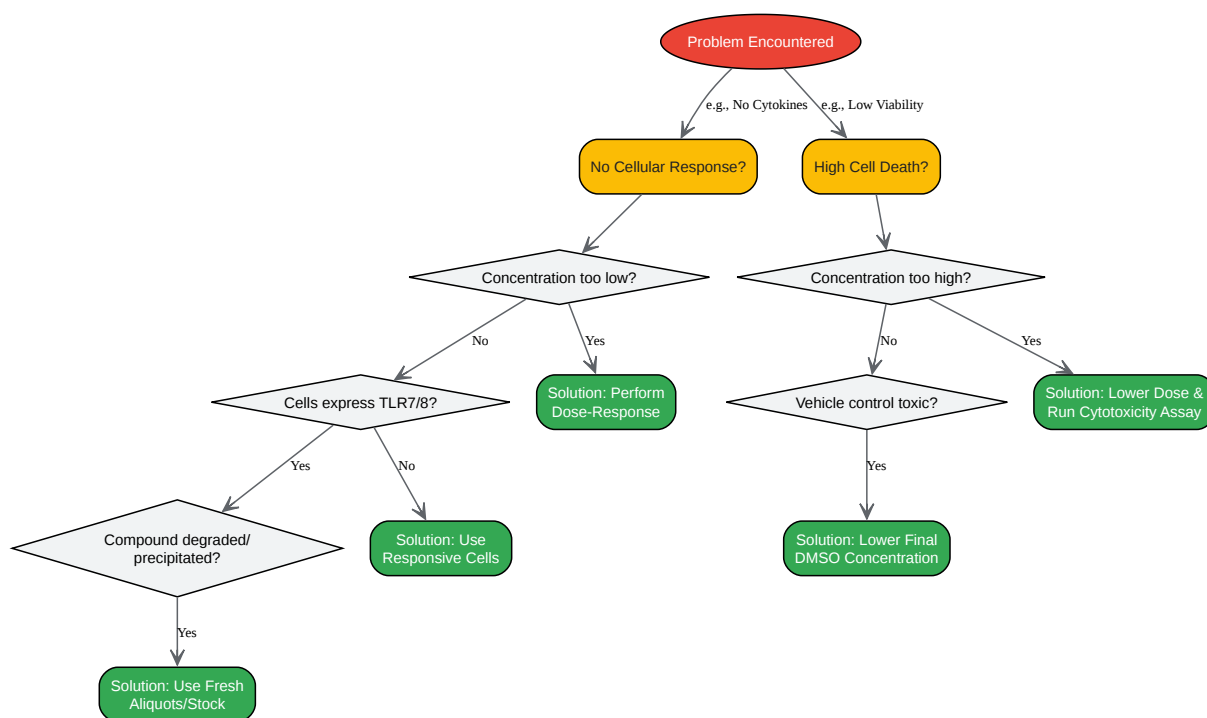 Problem Encountered
e.g., No Cytokines
e.g., Low Viability
No Cellular Response?
High Cell Death?
Concentration too low?
Concentration too high?
No
Yes
No
Yes
Cells express TLR7/8?
Solution: Perform
Dose-Response
Vehicle control toxic?
Solution: Lower Dose &
Run Cytotoxicity Assay
Yes
No
Yes
Compound degraded/
precipitated?
Solution: Use
Responsive Cells
Solution: Lower Final
DMSO Concentration
Yes
Solution: Use Fresh
Aliquots/Stock